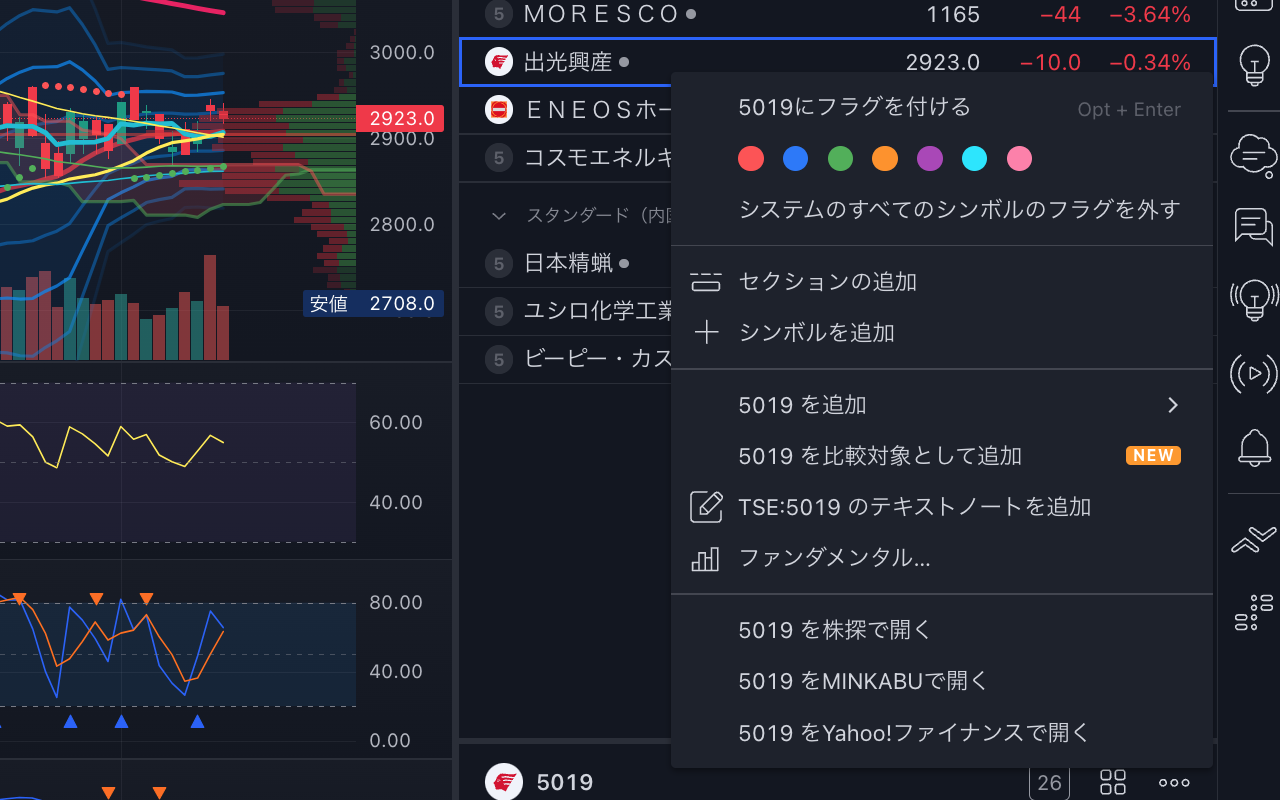 3000.0
2923.0
2900.0
2800.0
安値 2708.0
60.00
40.00
80.00
40.00
0.00
5 ＭＯＲＥＳＣＯ 1165 −44 −3.64%
出光興産 2923.0 −10.0 −0.34%
ＥＮＥＯＳホー
5 コスモエネルギ
スタンダード（内
5 日本精蝋
5 ユシロ化学工業
5 ビーピー・カス
5019にフラグを付ける Opt + Enter
システムのすべてのシンボルのフラグを外す
セクションの追加
シンボルを追加
5019 を追加
5019 を比較対象として追加 NEW
TSE:5019 のテキストノートを追加
ファンダメンタル...
5019 を株探で開く
5019 をMINKABUで開く
5019 をYahoo!ファイナンスで開く
5019 26